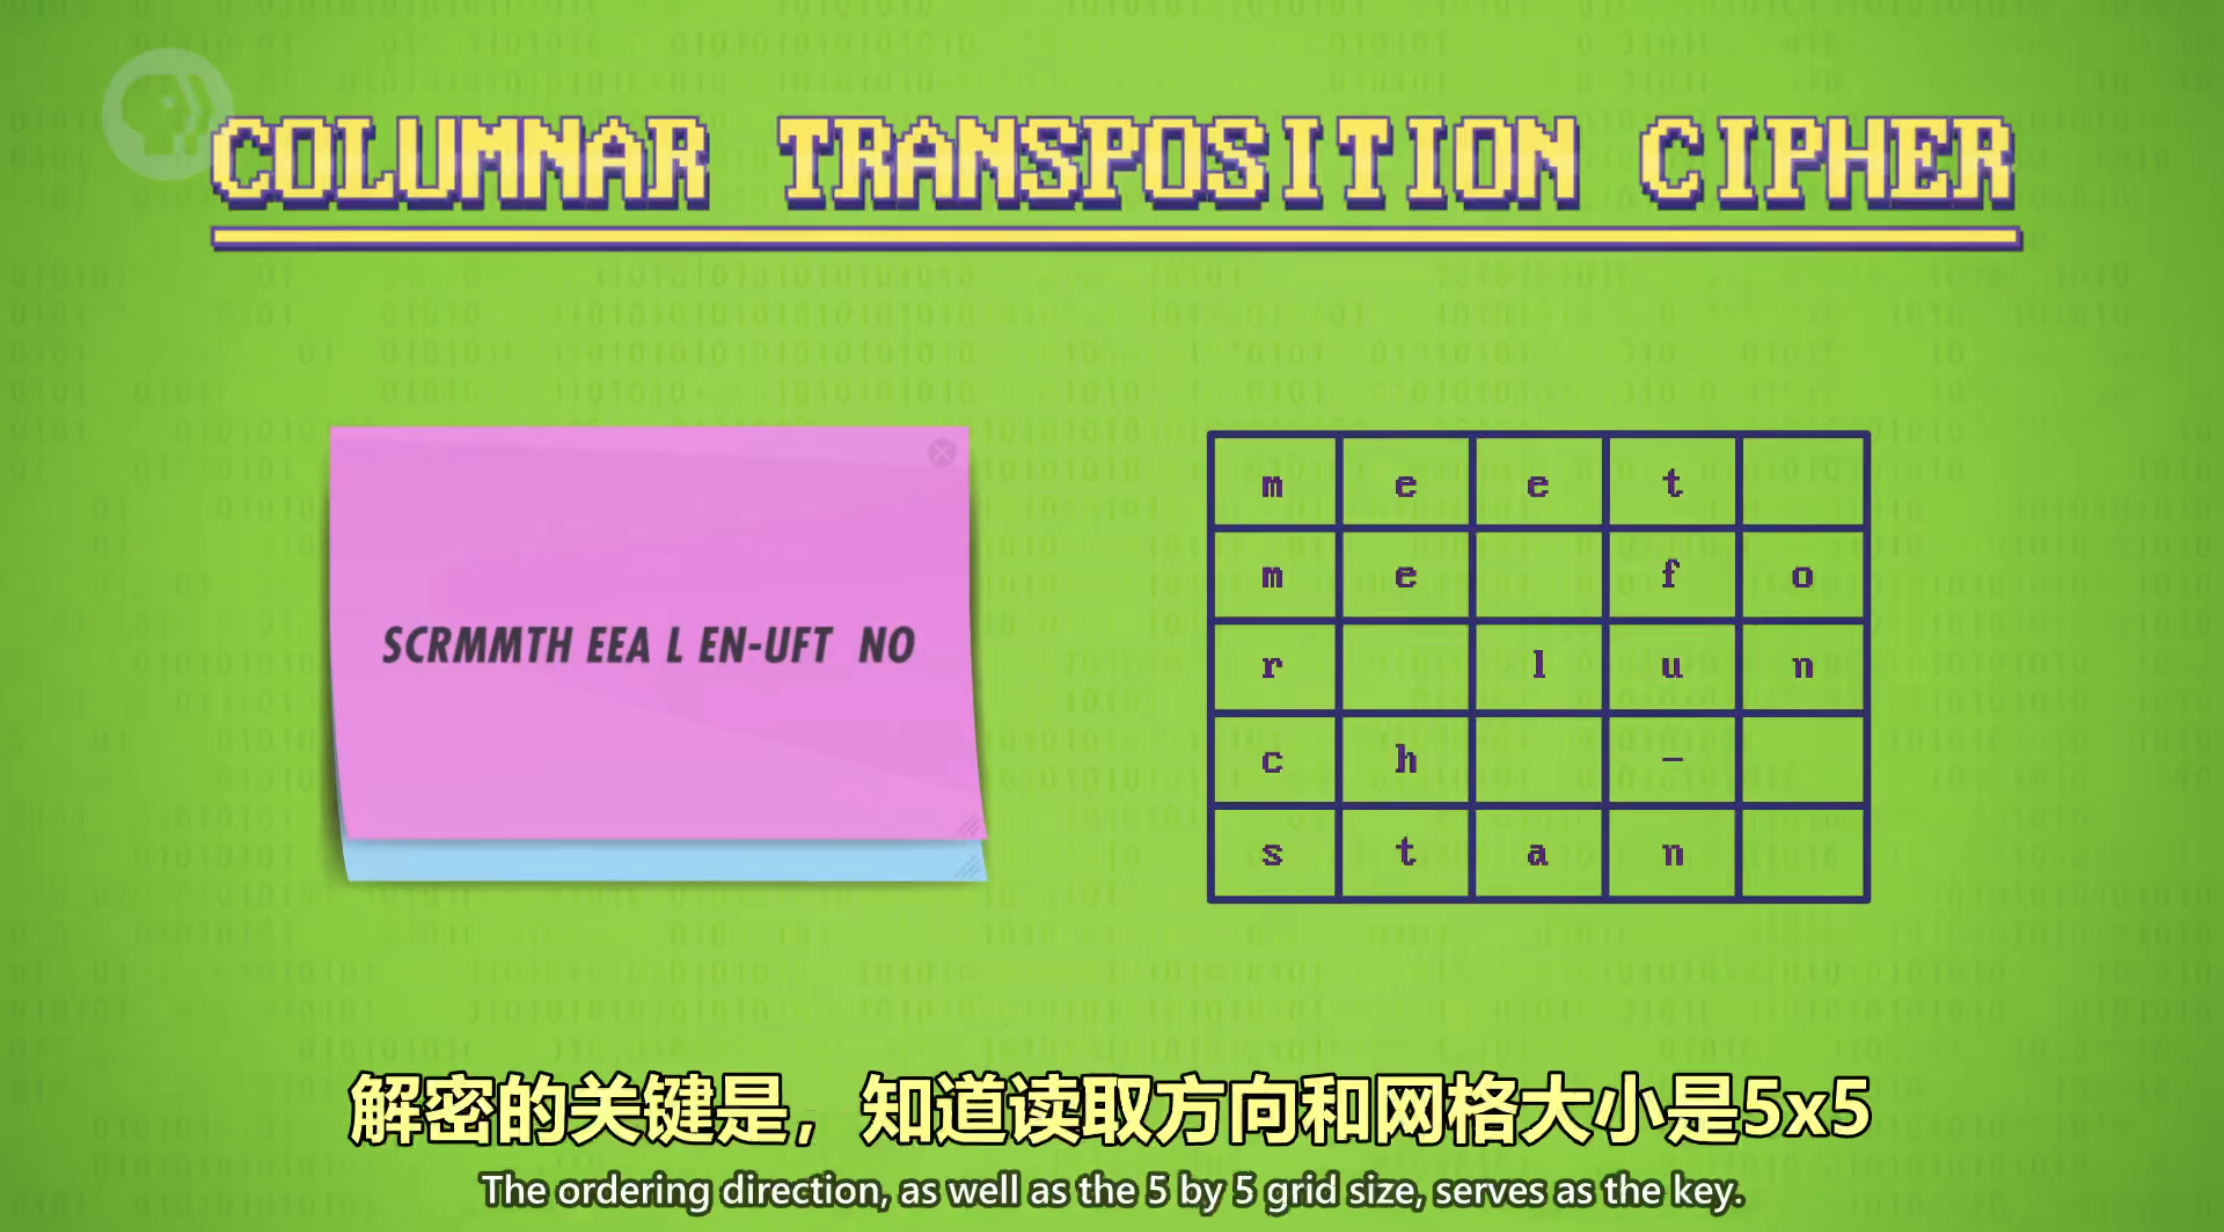 COLUMNAR TRANSPOSITION CIPHER
SCRMMTH EEA L EN-UFT  NO
m e e t
m e f o
r l u n
c h -
s t a n
解密的关键是，知道读取方向和网格大小是5x5
The ordering direction, as well as the 5 by 5 grid size, serves as the key.